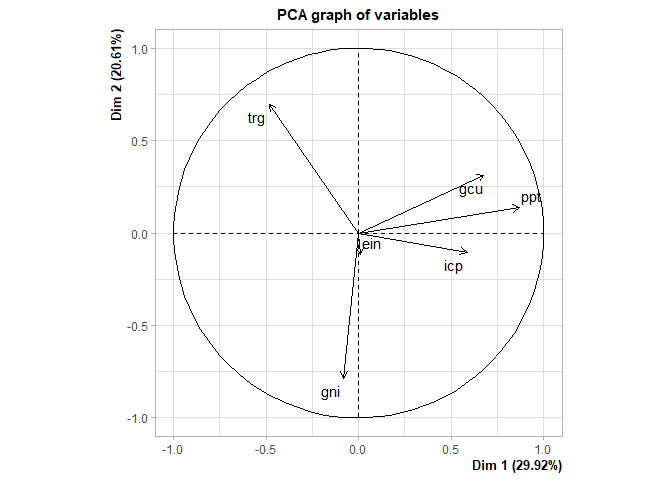 PCA graph of variables
Dim 2 (20.61%)
1.0
0.5
0.0
-0.5
-1.0
trg
gcu
ppt
ein
icp
gni
-1.0 -0.5 0.0 0.5 1.0
Dim 1 (29.92%)